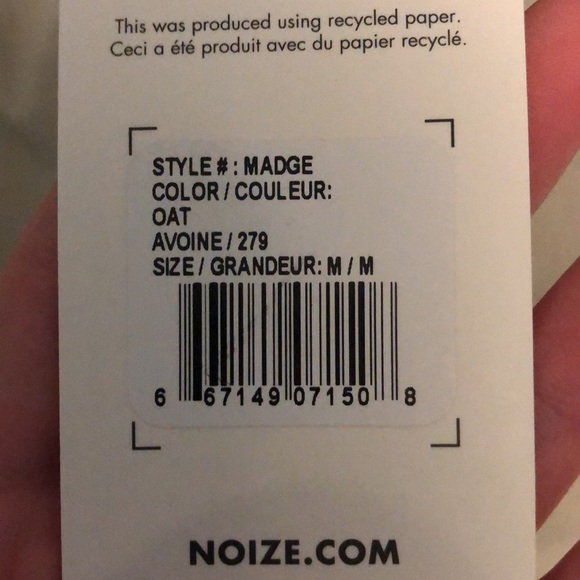 This was produced using recycled paper.
Ceci a été produit avec du papier recyclé.
STYLE # : MADGE
COLOR / COULEUR:
OAT
AVOINE / 279
SIZE / GRANDEUR: M / M
6 67149 07150 8
NOIZE.COM